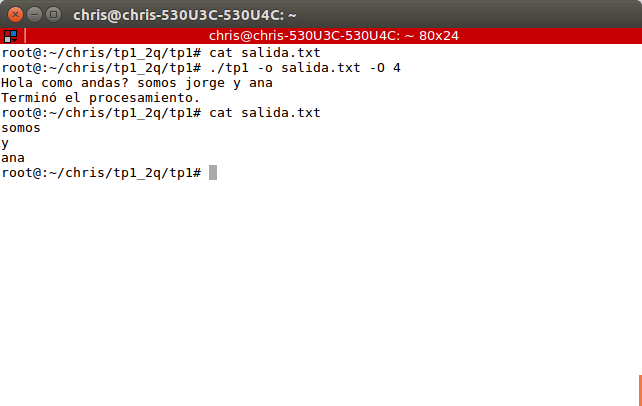 chris@chris-530U3C-530U4C: ~
chris@chris-530U3C-530U4C: ~ 80x24
root@:~/chris/tp1_2q/tp1# cat salida.txt
root@:~/chris/tp1_2q/tp1# ./tp1 -o salida.txt -O 4
Hola como andas? somos jorge y ana
Terminó el procesamiento.
root@:~/chris/tp1_2q/tp1# cat salida.txt
somos
y
ana
root@:~/chris/tp1_2q/tp1#